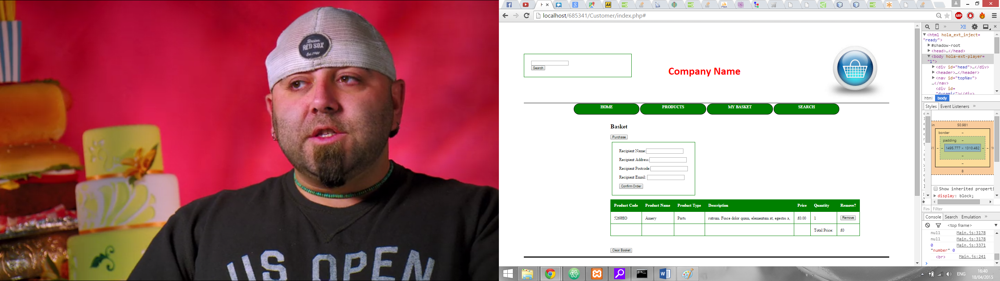 Boston
RED SOX
Est. 1901
US OPEN
localhost/685341/Customer/index.php#
Search
Company Name
HOME
PRODUCTS
MY BASKET
SEARCH
Basket
Purchase
Recipient Name:
Recipient Address:
Recipient Postcode:
Recipient Email:
Confirm Order
Product Code Product Name Product Type Description Price Quantity Remove?
5269HO Amery Parts rutrum. Fusce dolor quam, elementum at, egestas a, £0.00 1 Remove
Total Price: £0
Clear Basket
<html hola_ext_inject=
"ready">
#shadow-root
<head>…</head>
<body hola-ext-player=
"1">
<div id="head">…</div>
<header>…</header>
<nav id="topNav">
…</nav>
<div id=
"dynamic"></div>
html body
Styles Event Listeners »
50.981
border –
padding –
1495.777 × 1310.482
8
Show inherited properti
display: block;
Filter
Console Search Emulation »
<top frame>
null Main.js:3178
null Main.js:3178
0 Main.js:3371
"number" 0
<br> Main.js:241
ENG
16:40
18/04/2015